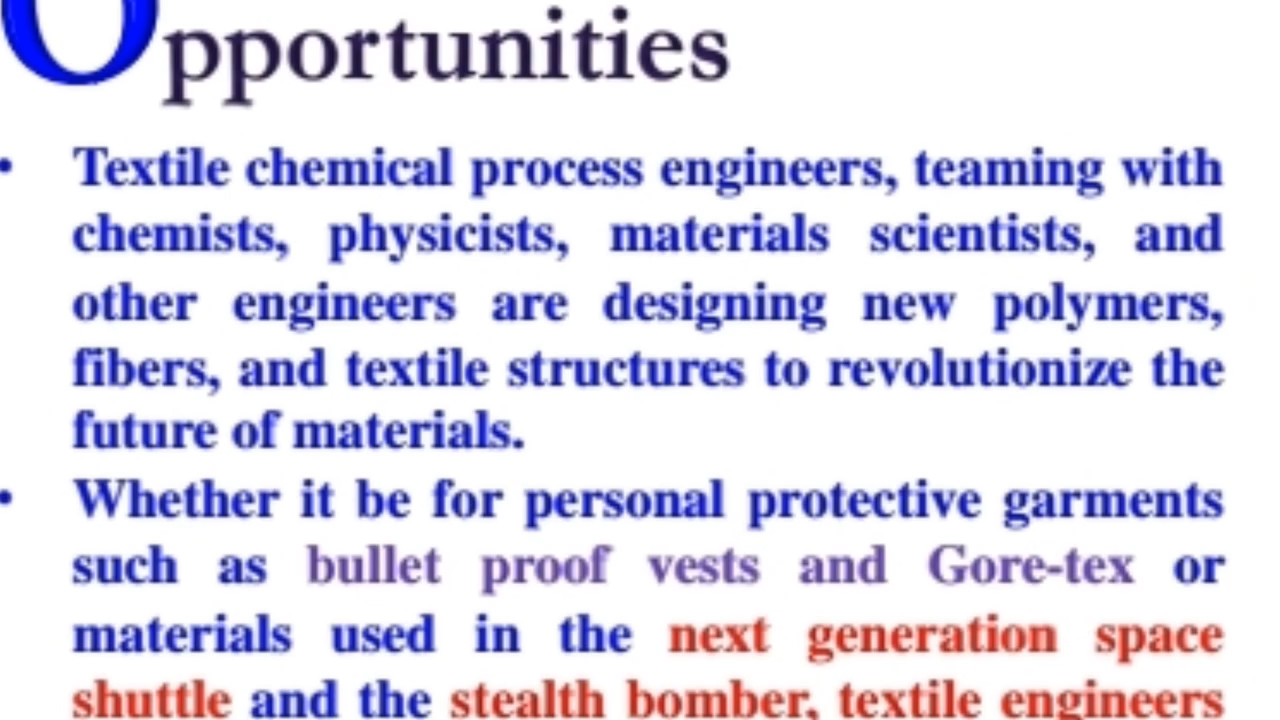 Opportunities
• Textile chemical process engineers, teaming with
chemists, physicists, materials scientists, and
other engineers are designing new polymers,
fibers, and textile structures to revolutionize the
future of materials.
• Whether it be for personal protective garments
such as bullet proof vests and Gore-tex or
materials used in the next generation space
shuttle and the stealth bomber, textile engineers